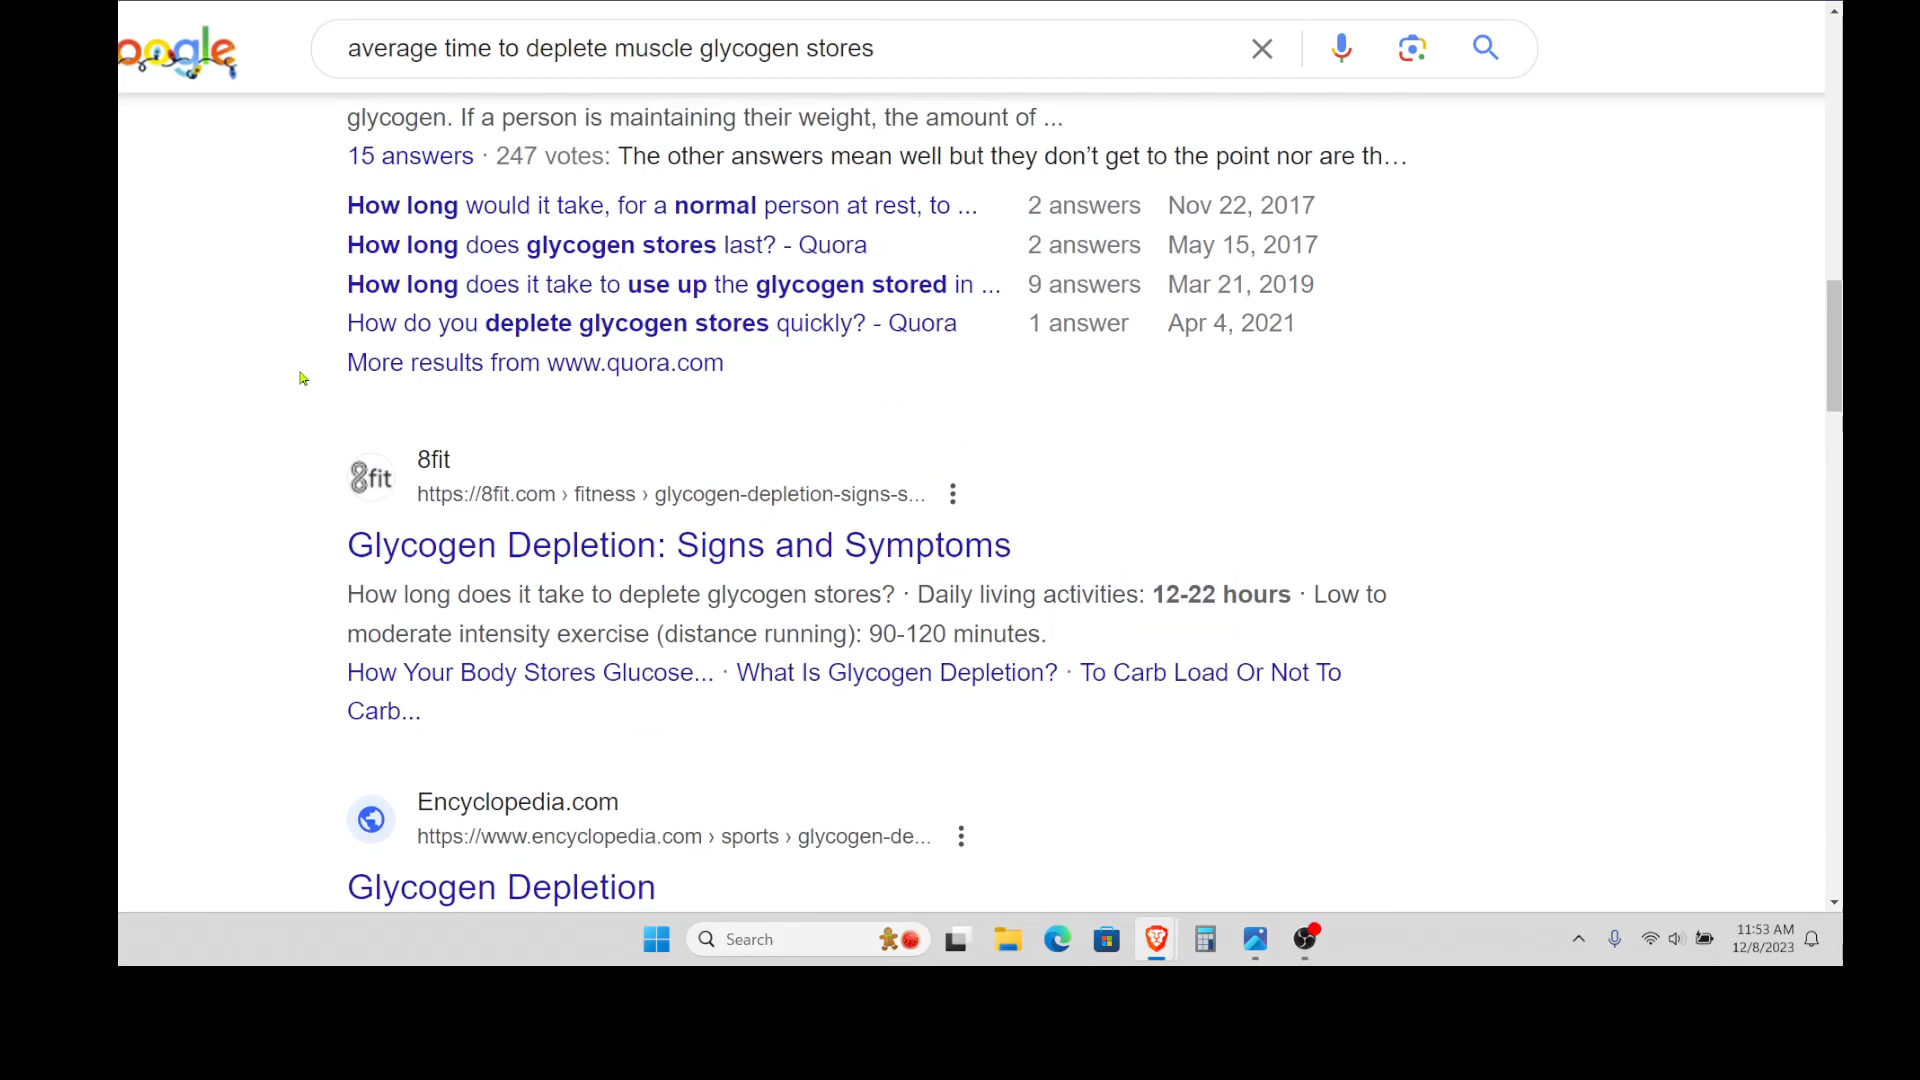 oogle
average time to deplete muscle glycogen stores
glycogen. If a person is maintaining their weight, the amount of ...
15 answers · 247 votes: The other answers mean well but they don’t get to the point nor are th…
How long would it take, for a normal person at rest, to ... 2 answers Nov 22, 2017
How long does glycogen stores last? - Quora 2 answers May 15, 2017
How long does it take to use up the glycogen stored in ... 9 answers Mar 21, 2019
How do you deplete glycogen stores quickly? - Quora 1 answer Apr 4, 2021
More results from www.quora.com
8fit
8fit
https://8fit.com › fitness › glycogen-depletion-signs-s...
Glycogen Depletion: Signs and Symptoms
How long does it take to deplete glycogen stores? · Daily living activities: 12-22 hours · Low to
moderate intensity exercise (distance running): 90-120 minutes.
How Your Body Stores Glucose... · What Is Glycogen Depletion? · To Carb Load Or Not To
Carb...
Encyclopedia.com
https://www.encyclopedia.com › sports › glycogen-de...
Glycogen Depletion
Search
11:53 AM
12/8/2023